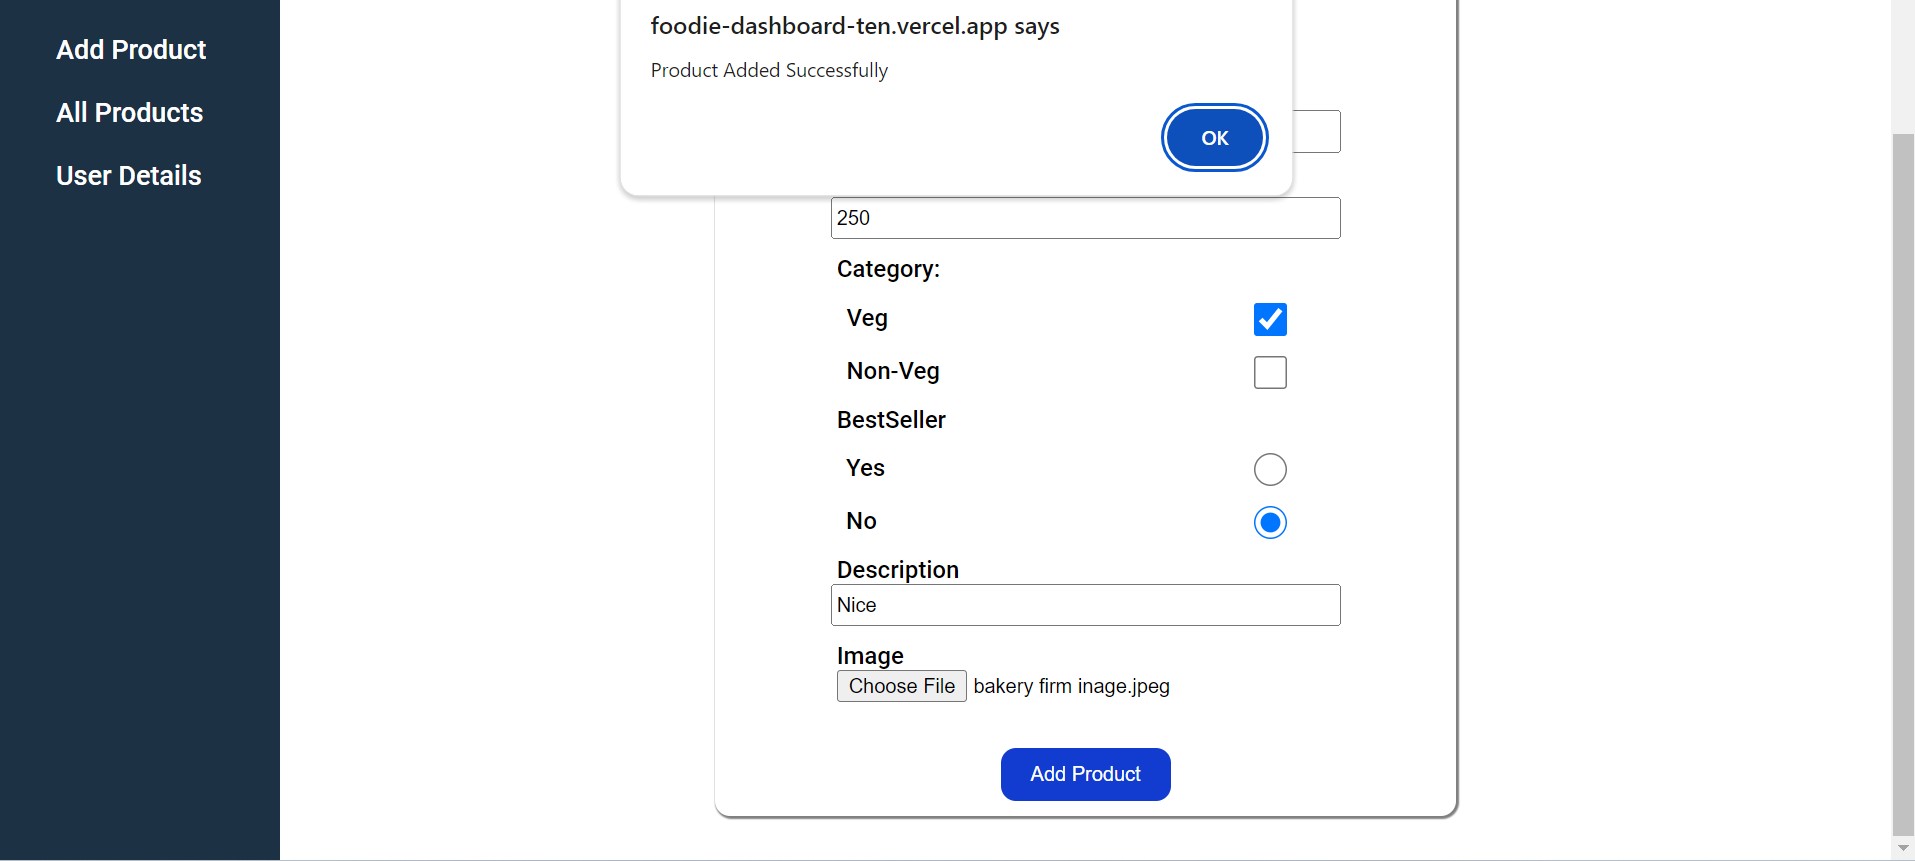 Add Product
All Products
User Details
foodie-dashboard-ten.vercel.app says
Product Added Successfully
OK
250
Category:
Veg
Non-Veg
BestSeller
Yes
No
Description
Nice
Image
Choose File bakery firm inage.jpeg
Add Product